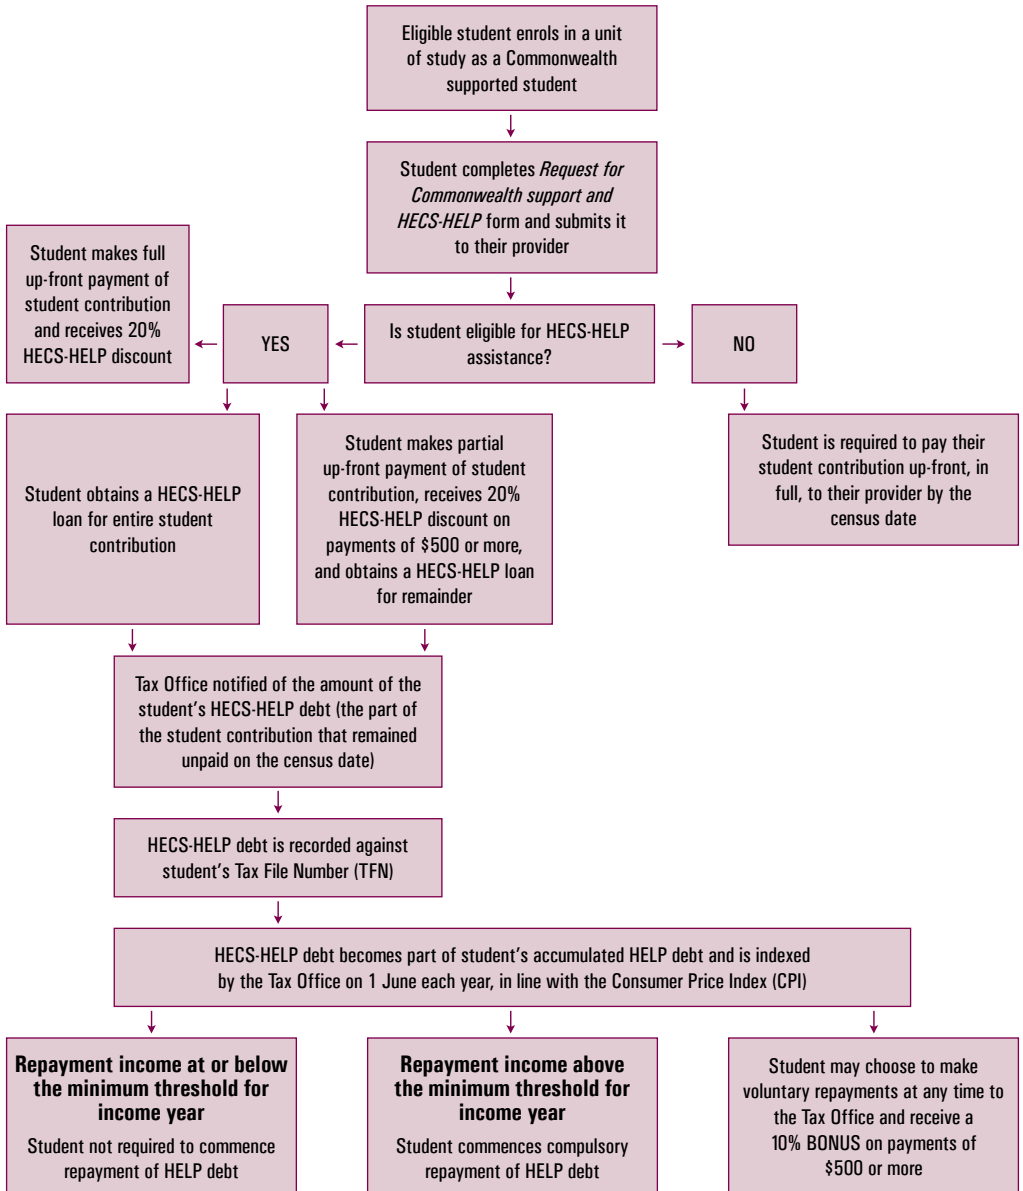 Eligible student enrols in a unit
of study as a Commonwealth
supported student
Student completes Request for
Commonwealth support and
HECS-HELP form and submits it
to their provider
Student makes full
up-front payment of
student contribution
and receives 20%
HECS-HELP discount
YES
Is student eligible for HECS-HELP
assistance?
NO
Student obtains a HECS-HELP
loan for entire student
contribution
Student makes partial
up-front payment of student
contribution, receives 20%
HECS-HELP discount on
payments of $500 or more,
and obtains a HECS-HELP loan
for remainder
Student is required to pay their
student contribution up-front, in
full, to their provider by the
census date
Tax Office notified of the amount of the
student's HECS-HELP debt (the part of
the student contribution that remained
unpaid on the census date)
HECS-HELP debt is recorded against
student's Tax File Number (TFN)
HECS-HELP debt becomes part of student's accumulated HELP debt and is indexed
by the Tax Office on 1 June each year, in line with the Consumer Price Index (CPI)
Repayment income at or below
the minimum threshold for
income year
Student not required to commence
repayment of HELP debt
Repayment income above
the minimum threshold for
income year
Student commences compulsory
repayment of HELP debt
Student may choose to make
voluntary repayments at any time to
the Tax Office and receive a
10% BONUS on payments of
$500 or more